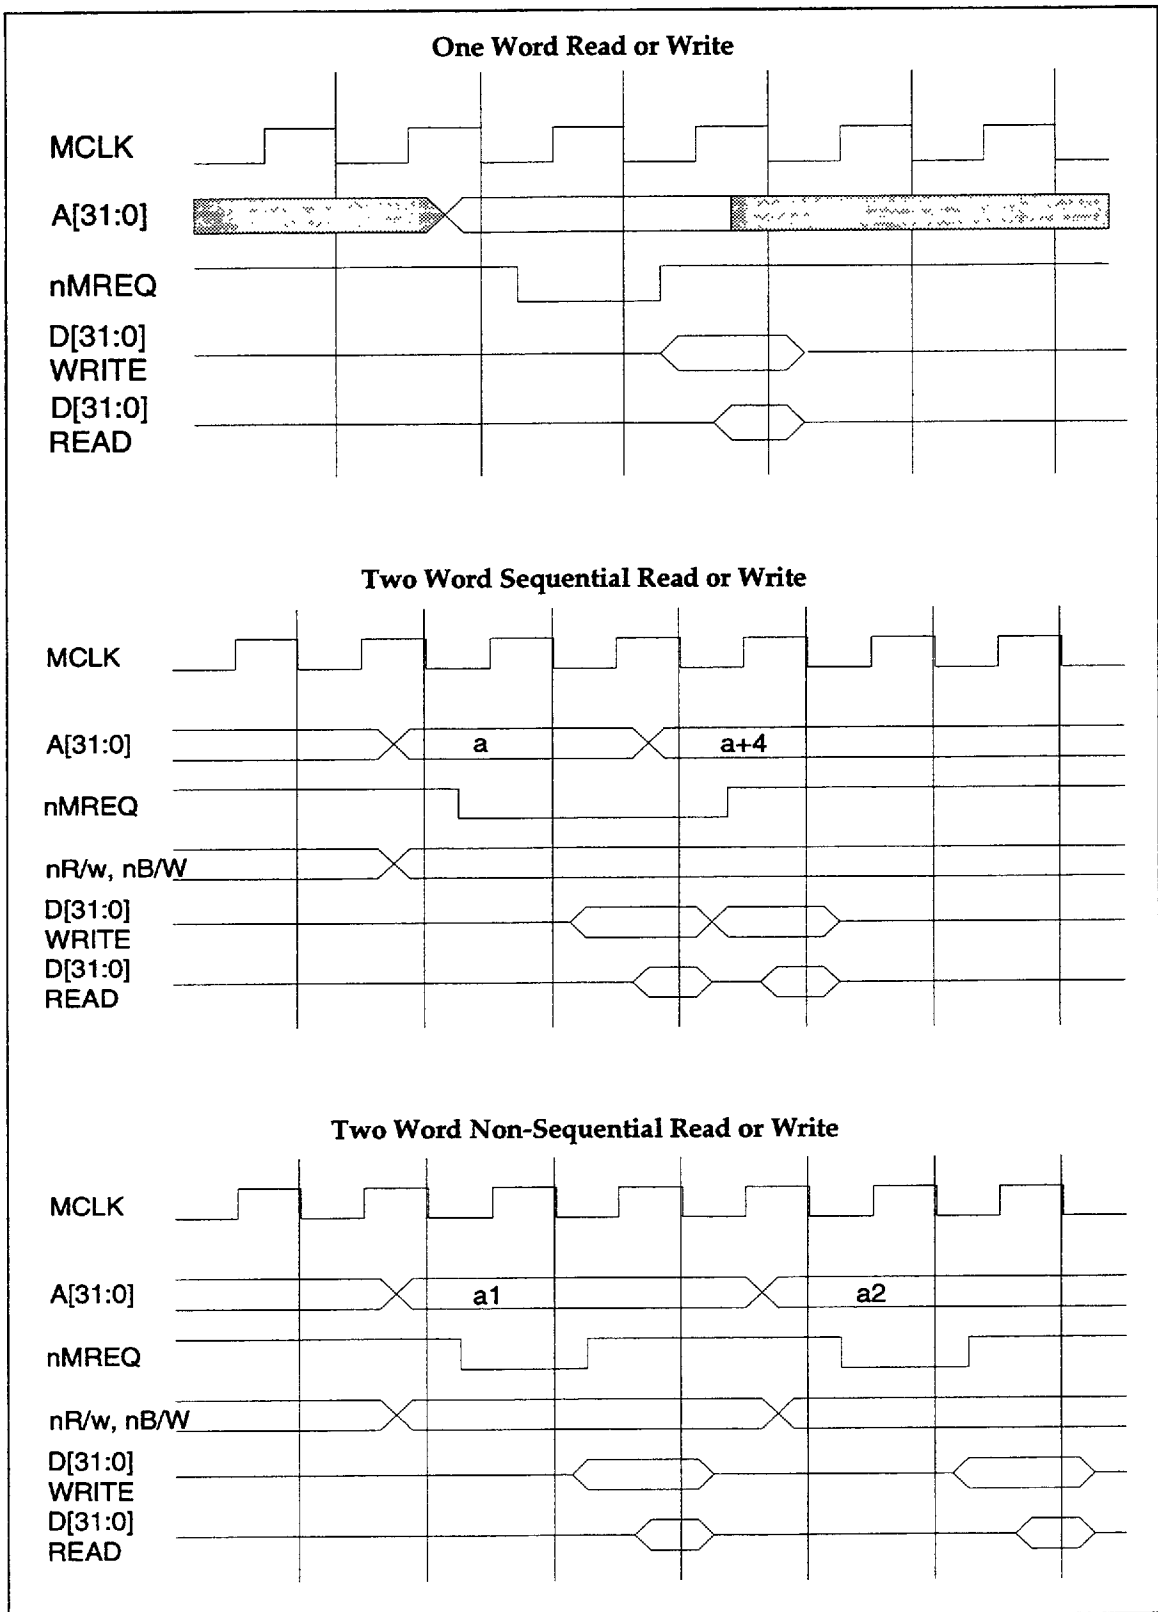 One Word Read or Write
MCLK
A[31:0]
nMREQ
D[31:0]
WRITE
D[31:0]
READ
Two Word Sequential Read or Write
MCLK
A[31:0]
a
a+4
nMREQ
nR/w, nB/W
D[31:0]
WRITE
D[31:0]
READ
Two Word Non-Sequential Read or Write
MCLK
A[31:0]
a1
a2
nMREQ
nR/w, nB/W
D[31:0]
WRITE
D[31:0]
READ